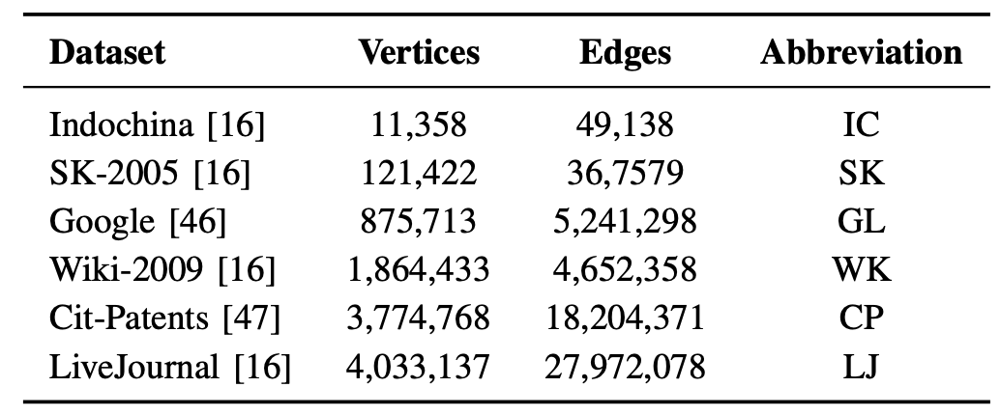 Dataset Vertices Edges Abbreviation
Indochina [16] 11,358 49,138 IC
SK-2005 [16] 121,422 36,7579 SK
Google [46] 875,713 5,241,298 GL
Wiki-2009 [16] 1,864,433 4,652,358 WK
Cit-Patents [47] 3,774,768 18,204,371 CP
LiveJournal [16] 4,033,137 27,972,078 LJ